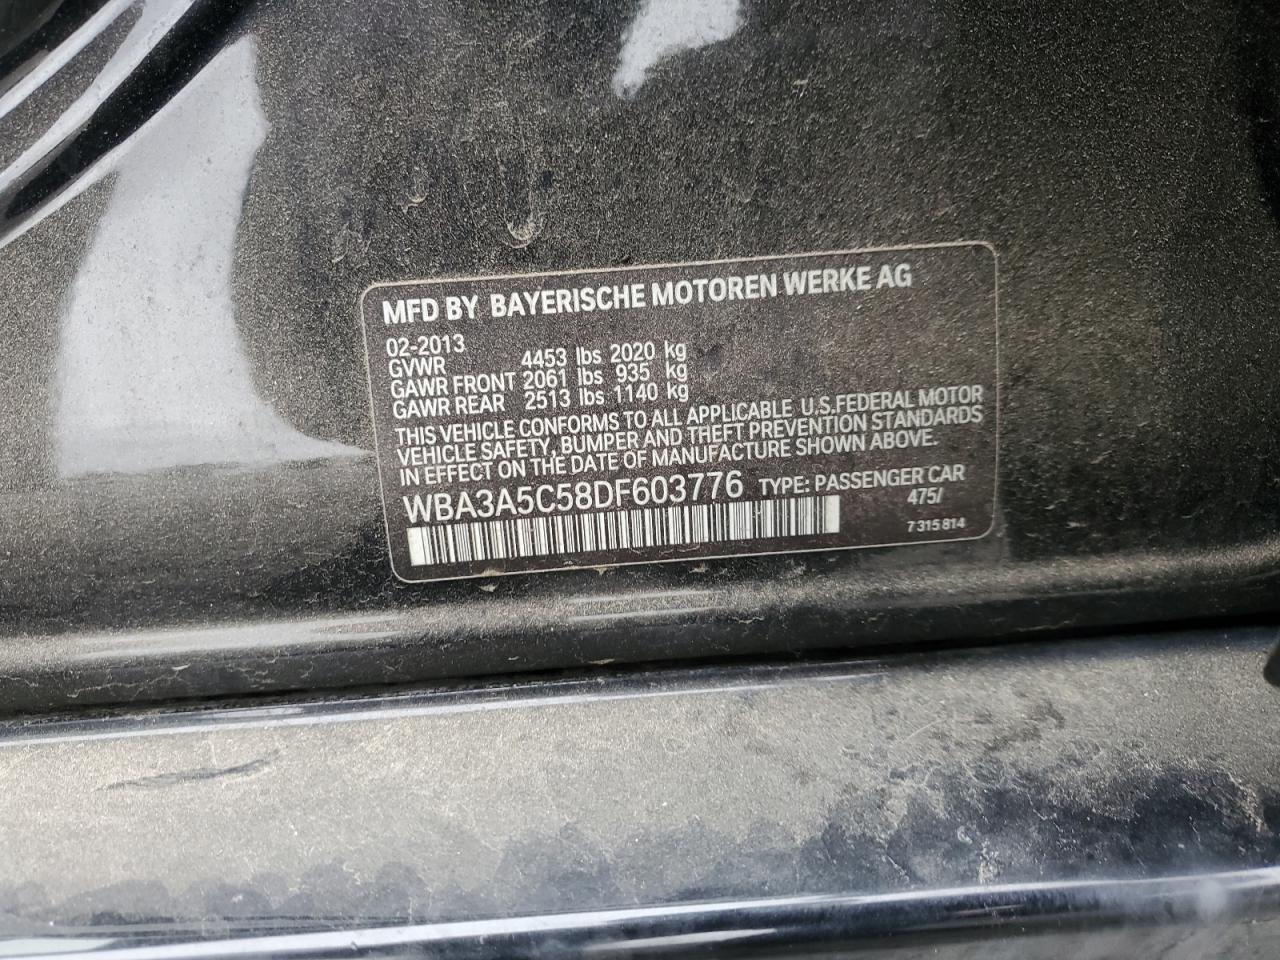 MFD BY BAYERISCHE MOTOREN WERKE AG
02-2013
GVWR 4453 lbs 2020 kg
GAWR FRONT 2061 lbs 935 kg
GAWR REAR 2513 lbs 1140 kg
THIS VEHICLE CONFORMS TO ALL APPLICABLE U.S.FEDERAL MOTOR
VEHICLE SAFETY, BUMPER AND THEFT PREVENTION STANDARDS
IN EFFECT ON THE DATE OF MANUFACTURE SHOWN ABOVE.
WBA3A5C58DF603776 TYPE: PASSENGER CAR
475/
7 315 814